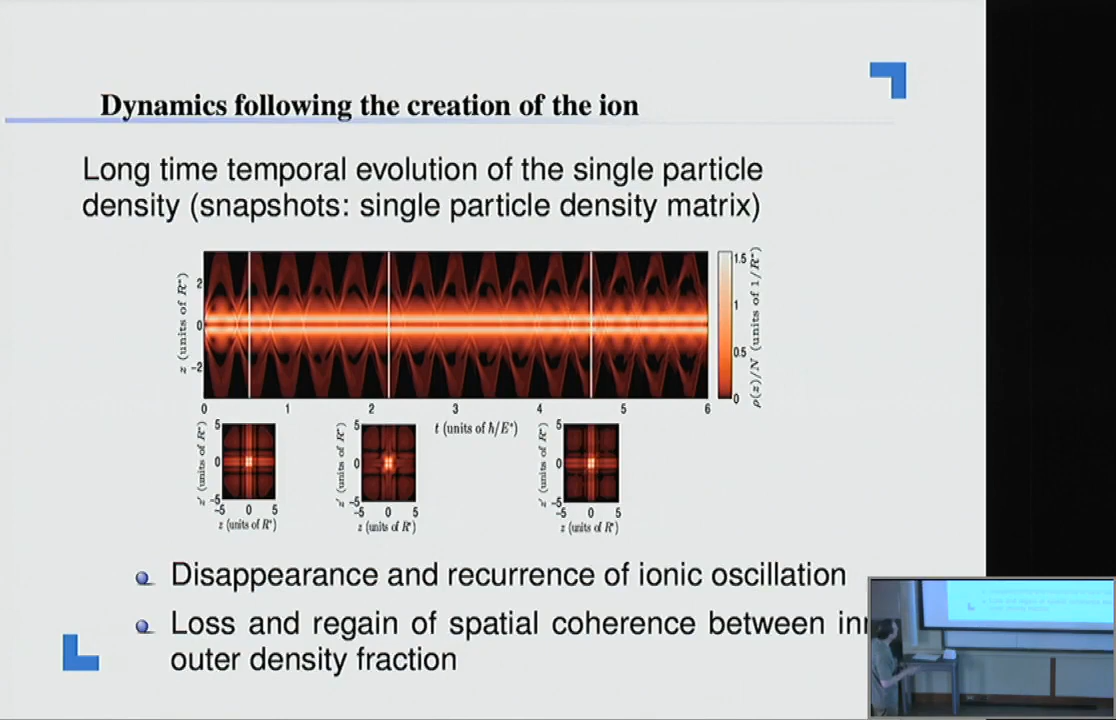 Dynamics following the creation of the ion
Long time temporal evolution of the single particle
density (snapshots: single particle density matrix)
z (units of R*)
2
0
-2
0 1 2 3 4 5 6
t (units of ħ/E*)
1.5
1
0.5
0
ρ(z)/N (units of 1/R*)
z' (units of R*)
5
0
-5
-5 0 5
z (units of R*)
z' (units of R*)
5
0
-5
-5 0 5
z (units of R*)
z' (units of R*)
5
0
-5
-5 0 5
z (units of R*)
Disappearance and recurrence of ionic oscillation
Loss and regain of spatial coherence between
outer density fraction